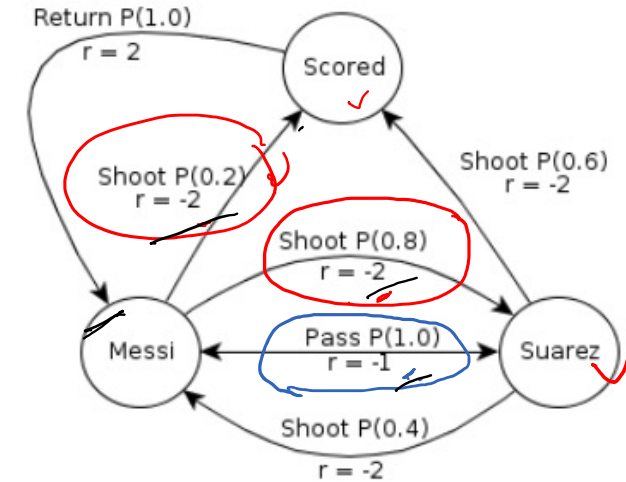 Return P(1.0)
r = 2
Scored
Shoot P(0.2)
r = -2
Shoot P(0.6)
r = -2
Shoot P(0.8)
r = -2
Messi
Pass P(1.0)
r = -1
Suarez
Shoot P(0.4)
r = -2